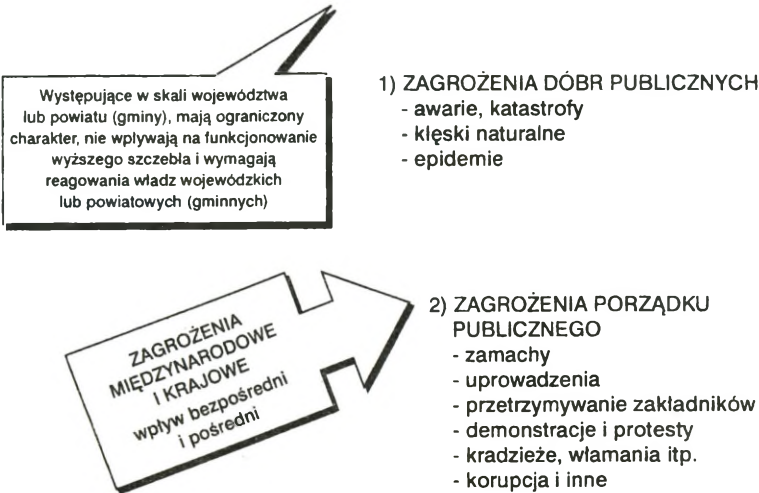 Występujące w skali województwa
lub powiatu (gminy), mają ograniczony
charakter, nie wpływają na funkcjonowanie
wyższego szczebla i wymagają
reagowania władz wojewódzkich
lub powiatowych (gminnych)
1) ZAGROŻENIA DÓBR PUBLICZNYCH
- awarie, katastrofy
- klęski naturalne
- epidemie
ZAGROŻENIA
MIĘDZYNARODOWE
I KRAJOWE
wpływ bezpośredni
i pośredni
2) ZAGROŻENIA PORZĄDKU
PUBLICZNEGO
- zamachy
- uprowadzenia
- przetrzymywanie zakładników
- demonstracje i protesty
- kradzieże, włamania itp.
- korupcja i inne